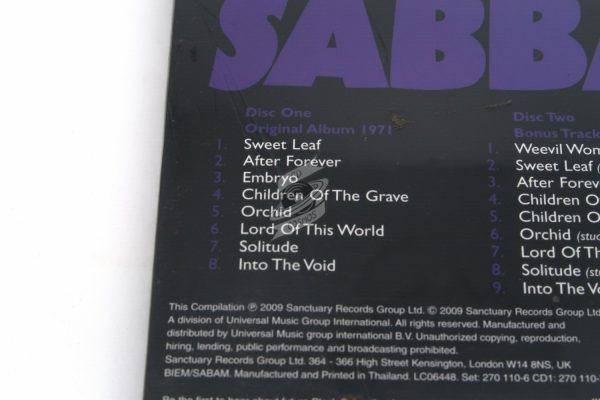 SABBA
Disc One
Original Album 1971
1. Sweet Leaf
2. After Forever
3. Embryo
4. Children Of The Grave
5. Orchid
6. Lord Of This World
7. Solitude
8. Into The Void
Disc Two
Bonus Track
1. Weevil Wom
2. Sweet Leaf (
3. After Forev
4. Children O
5. Children O
6. Orchid (stud
7. Lord Of Th
8. Solitude (st
9. Into The Vo
This Compilation ℗ 2009 Sanctuary Records Group Ltd. © 2009 Sanctuary Records Group Ltd.
A division of Universal Music Group International. All rights reserved. Manufactured and
distributed by Universal music group international B.V. Unauthorized copying, reproduction,
hiring, lending, public performance and broadcasting prohibited.
Sanctuary Records Group Ltd. 364 - 366 High Street Kensington, London W14 8NS, UK
BIEM/SABAM. Manufactured and Printed in Thailand. LC06448. Set: 270 110-6 CD1: 270 110-